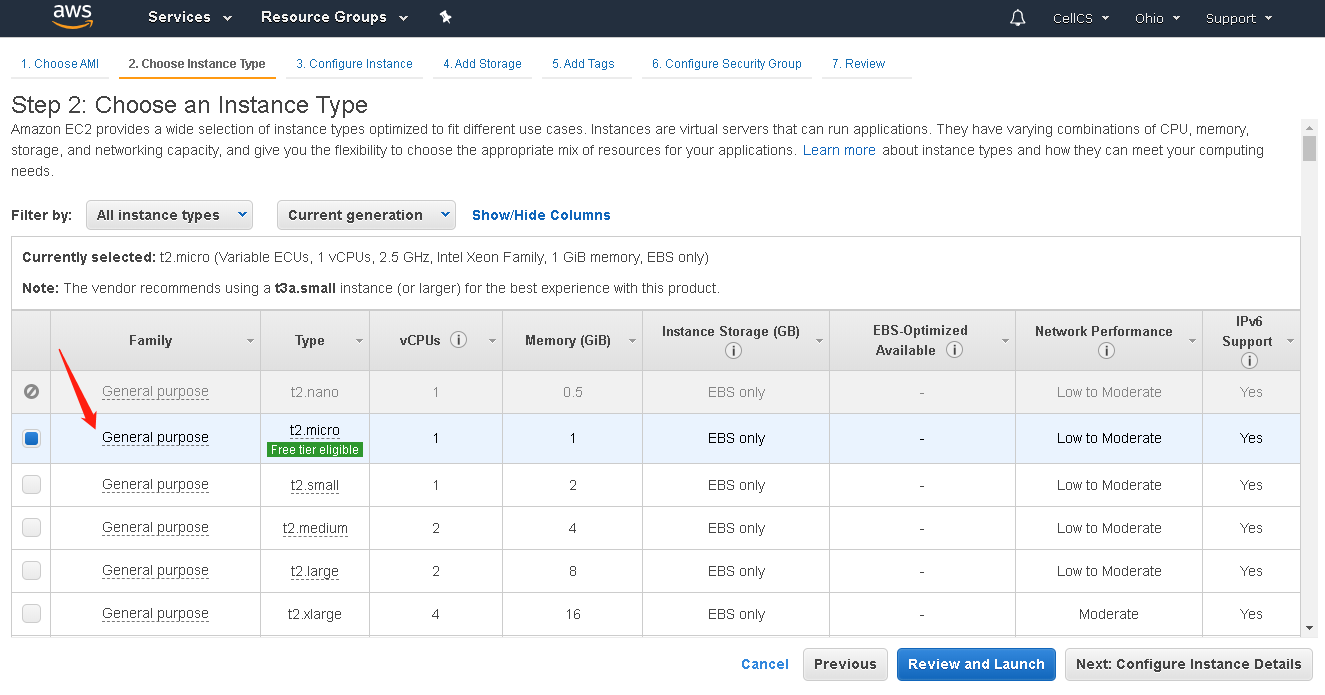 aws Services Resource Groups CellCS Ohio Support
1. Choose AMI 2. Choose Instance Type 3. Configure Instance 4. Add Storage 5. Add Tags 6. Configure Security Group 7. Review
Step 2: Choose an Instance Type
Amazon EC2 provides a wide selection of instance types optimized to fit different use cases. Instances are virtual servers that can run applications. They have varying combinations of CPU, memory,
storage, and networking capacity, and give you the flexibility to choose the appropriate mix of resources for your applications. Learn more about instance types and how they can meet your computing
needs.
Filter by: All instance types Current generation Show/Hide Columns
Currently selected: t2.micro (Variable ECUs, 1 vCPUs, 2.5 GHz, Intel Xeon Family, 1 GiB memory, EBS only)
Note: The vendor recommends using a t3a.small instance (or larger) for the best experience with this product.
Family Type vCPUs Memory (GiB) Instance Storage (GB) EBS-Optimized Available Network Performance IPv6 Support
General purpose t2.nano 1 0.5 EBS only - Low to Moderate Yes
General purpose t2.micro Free tier eligible 1 1 EBS only - Low to Moderate Yes
General purpose t2.small 1 2 EBS only - Low to Moderate Yes
General purpose t2.medium 2 4 EBS only - Low to Moderate Yes
General purpose t2.large 2 8 EBS only - Low to Moderate Yes
General purpose t2.xlarge 4 16 EBS only - Moderate Yes
Cancel Previous Review and Launch Next: Configure Instance Details